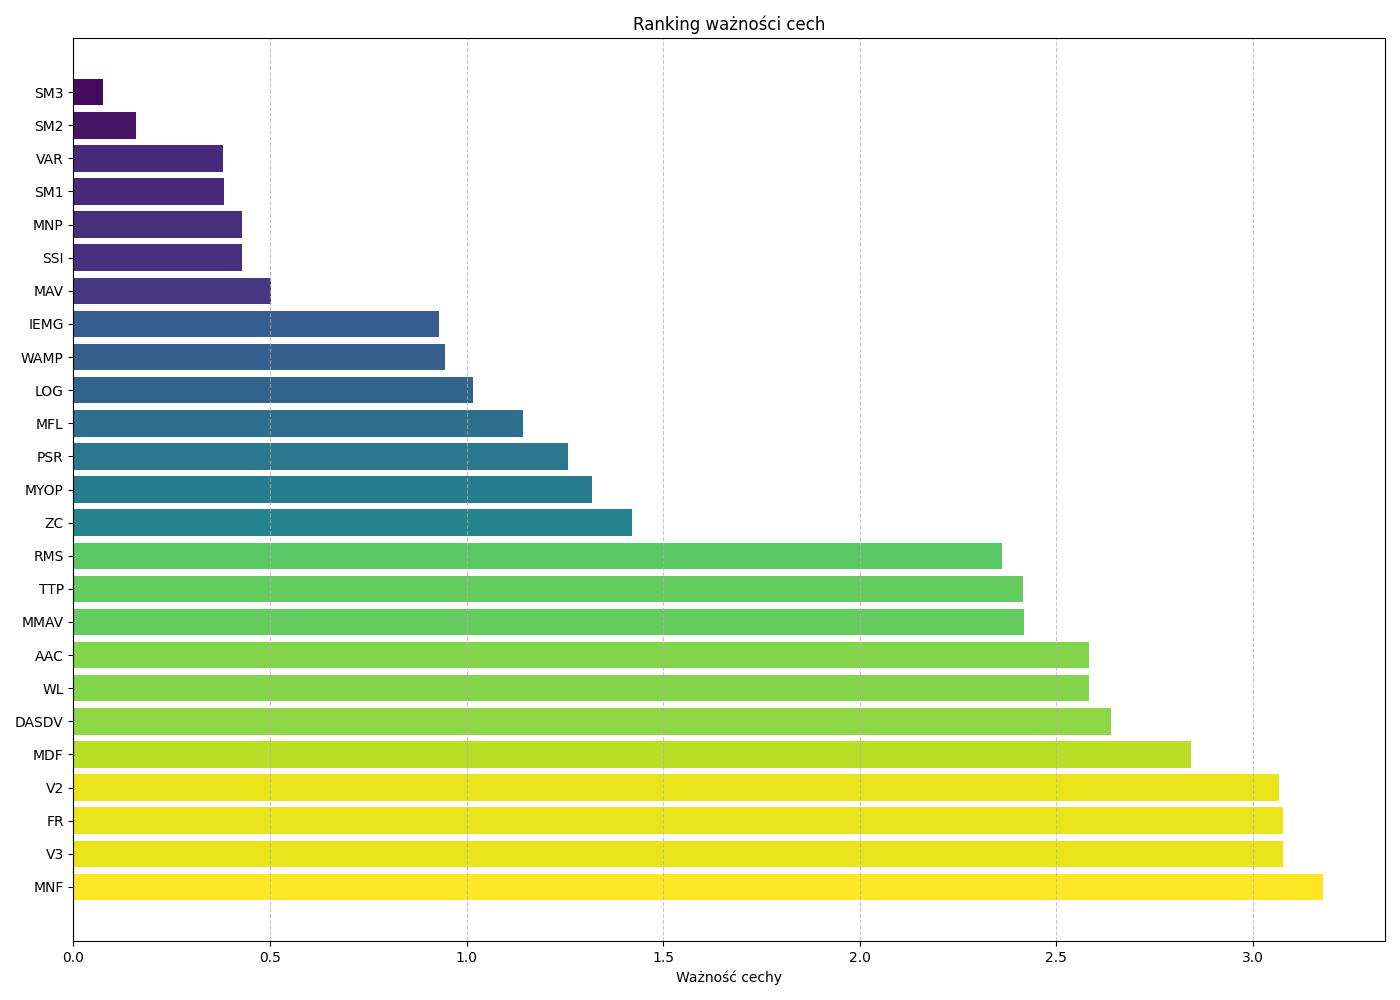 Ranking ważności cech
SM3
SM2
VAR
SM1
MNP
SSI
MAV
IEMG
WAMP
LOG
MFL
PSR
MYOP
ZC
RMS
TTP
MMAV
AAC
WL
DASDV
MDF
V2
FR
V3
MNF
0.0 0.5 1.0 1.5 2.0 2.5 3.0
Ważność cechy